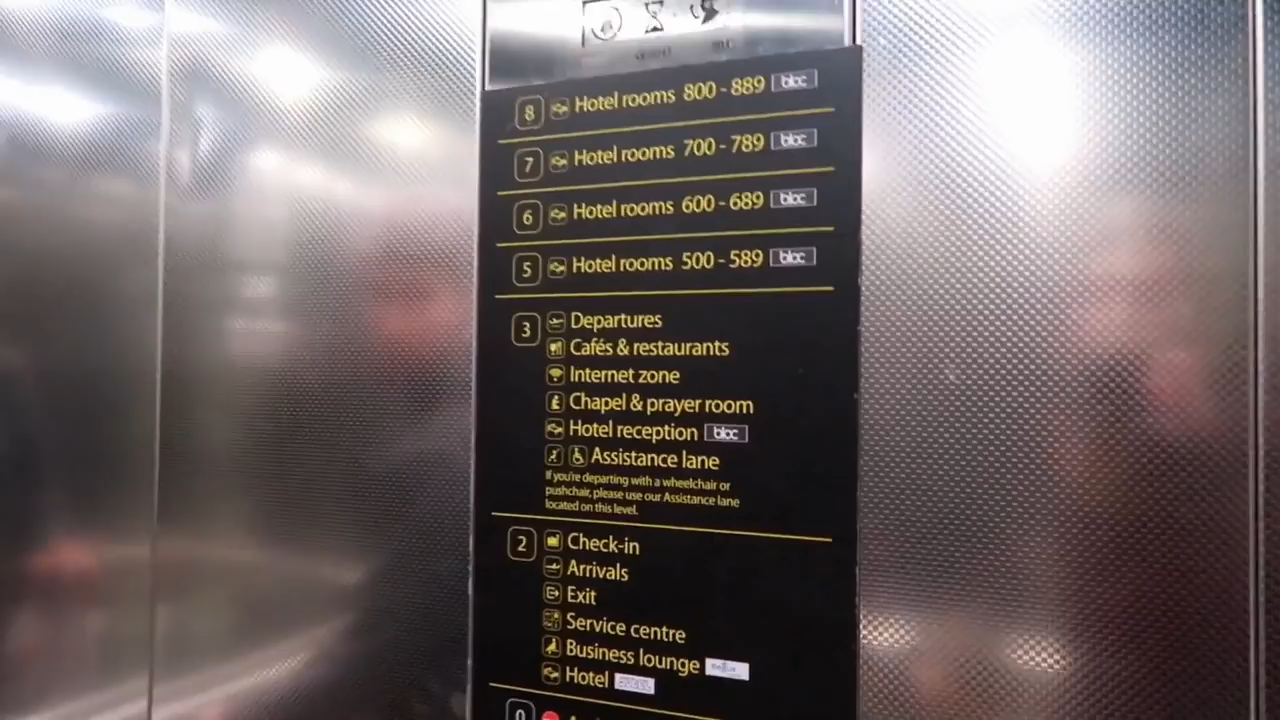 8 Hotel rooms 800 - 889 bloc
7 Hotel rooms 700 - 789 bloc
6 Hotel rooms 600 - 689 bloc
5 Hotel rooms 500 - 589 bloc
3 Departures
Cafés & restaurants
Internet zone
Chapel & prayer room
Hotel reception bloc
Assistance lane
If you're departing with a wheelchair or
pushchair, please use our Assistance lane
located on this level.
2 Check-in
Arrivals
Exit
Service centre
Business lounge
Hotel
0